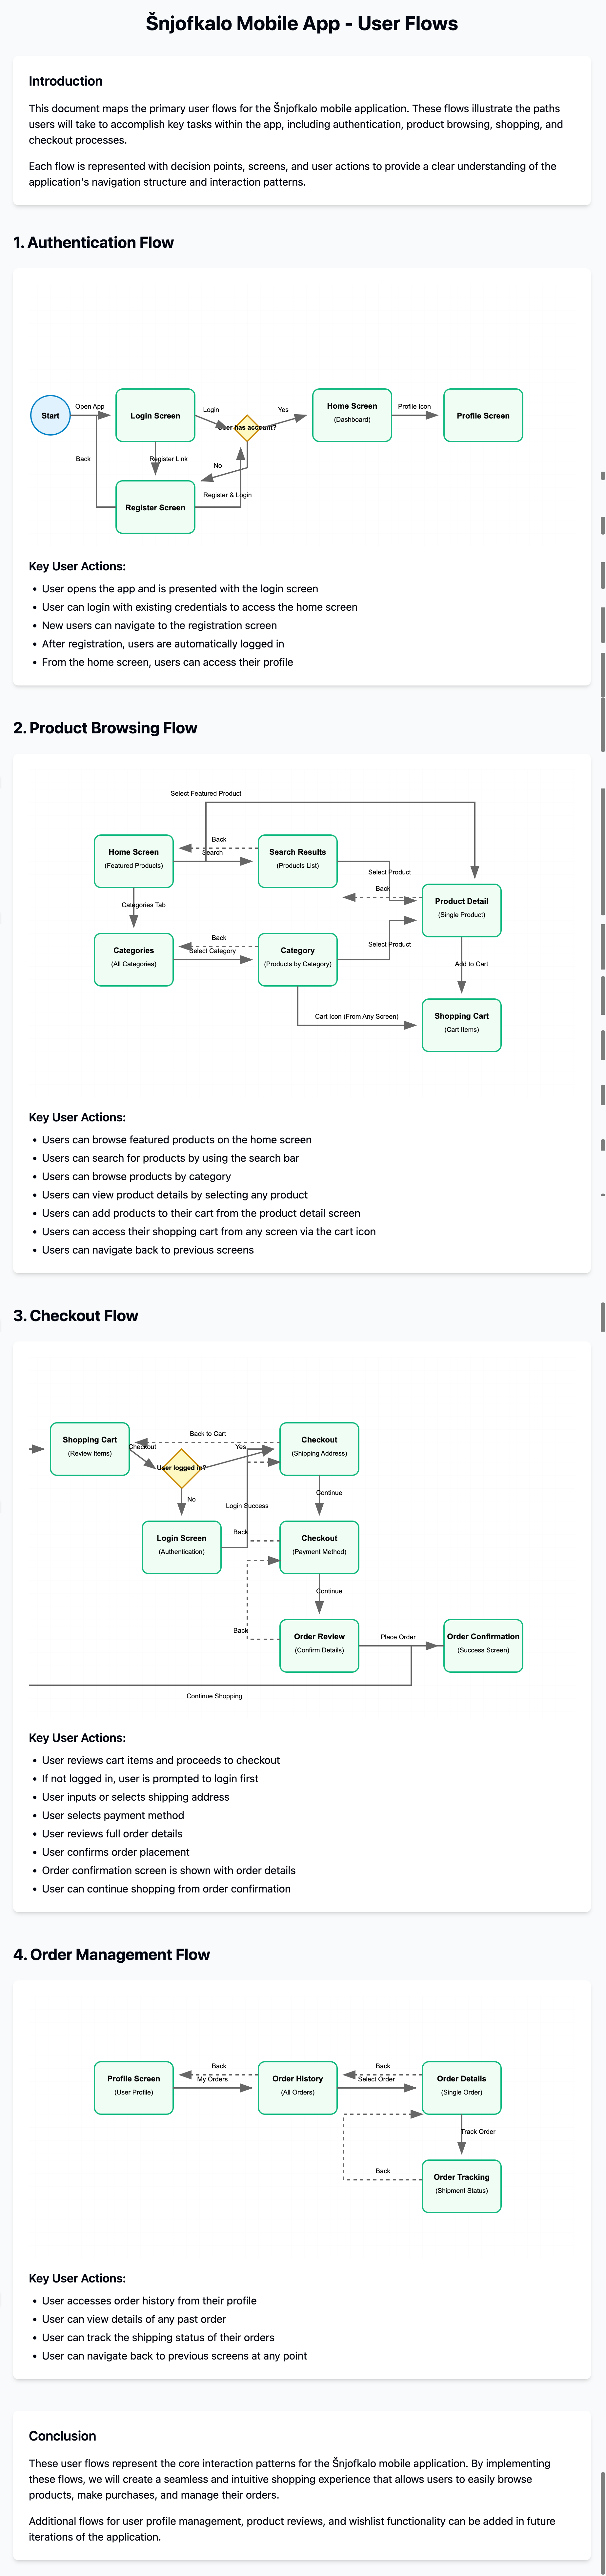 Šnjofkalo Mobile App - User Flows
Introduction
This document maps the primary user flows for the Šnjofkalo mobile application. These flows illustrate the paths
users will take to accomplish key tasks within the app, including authentication, product browsing, shopping, and
checkout processes.
Each flow is represented with decision points, screens, and user actions to provide a clear understanding of the
application's navigation structure and interaction patterns.
1. Authentication Flow
Start
Open App
Login Screen
Login
User has account?
Yes
Home Screen
(Dashboard)
Profile Icon
Profile Screen
Back
Register Link
No
Register Screen
Register & Login
Key User Actions:
• User opens the app and is presented with the login screen
• User can login with existing credentials to access the home screen
• New users can navigate to the registration screen
• After registration, users are automatically logged in
• From the home screen, users can access their profile
2. Product Browsing Flow
Select Featured Product
Home Screen
(Featured Products)
Back
Search
Search Results
(Products List)
Select Product
Back
Product Detail
(Single Product)
Categories Tab
Categories
(All Categories)
Back
Select Category
Category
(Products by Category)
Select Product
Add to Cart
Cart Icon (From Any Screen)
Shopping Cart
(Cart Items)
Key User Actions:
• Users can browse featured products on the home screen
• Users can search for products by using the search bar
• Users can browse products by category
• Users can view product details by selecting any product
• Users can add products to their cart from the product detail screen
• Users can access their shopping cart from any screen via the cart icon
• Users can navigate back to previous screens
3. Checkout Flow
Shopping Cart
(Review Items)
Back to Cart
Checkout
User logged in?
Yes
Checkout
(Shipping Address)
No
Continue
Login Success
Login Screen
(Authentication)
Back
Checkout
(Payment Method)
Continue
Back
Order Review
(Confirm Details)
Place Order
Order Confirmation
(Success Screen)
Continue Shopping
Key User Actions:
• User reviews cart items and proceeds to checkout
• If not logged in, user is prompted to login first
• User inputs or selects shipping address
• User selects payment method
• User reviews full order details
• User confirms order placement
• Order confirmation screen is shown with order details
• User can continue shopping from order confirmation
4. Order Management Flow
Profile Screen
(User Profile)
Back
My Orders
Order History
(All Orders)
Back
Select Order
Order Details
(Single Order)
Track Order
Back
Order Tracking
(Shipment Status)
Key User Actions:
• User accesses order history from their profile
• User can view details of any past order
• User can track the shipping status of their orders
• User can navigate back to previous screens at any point
Conclusion
These user flows represent the core interaction patterns for the Šnjofkalo mobile application. By implementing
these flows, we will create a seamless and intuitive shopping experience that allows users to easily browse
products, make purchases, and manage their orders.
Additional flows for user profile management, product reviews, and wishlist functionality can be added in future
iterations of the application.